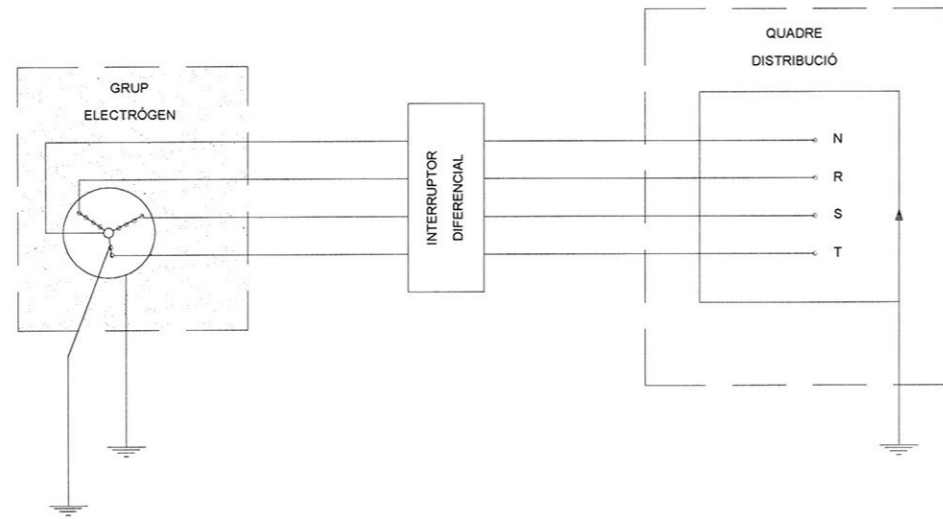 GRUP
ELECTRÓGEN
INTERRUPTOR
DIFERENCIAL
QUADRE
DISTRIBUCIÓ
N
R
S
T